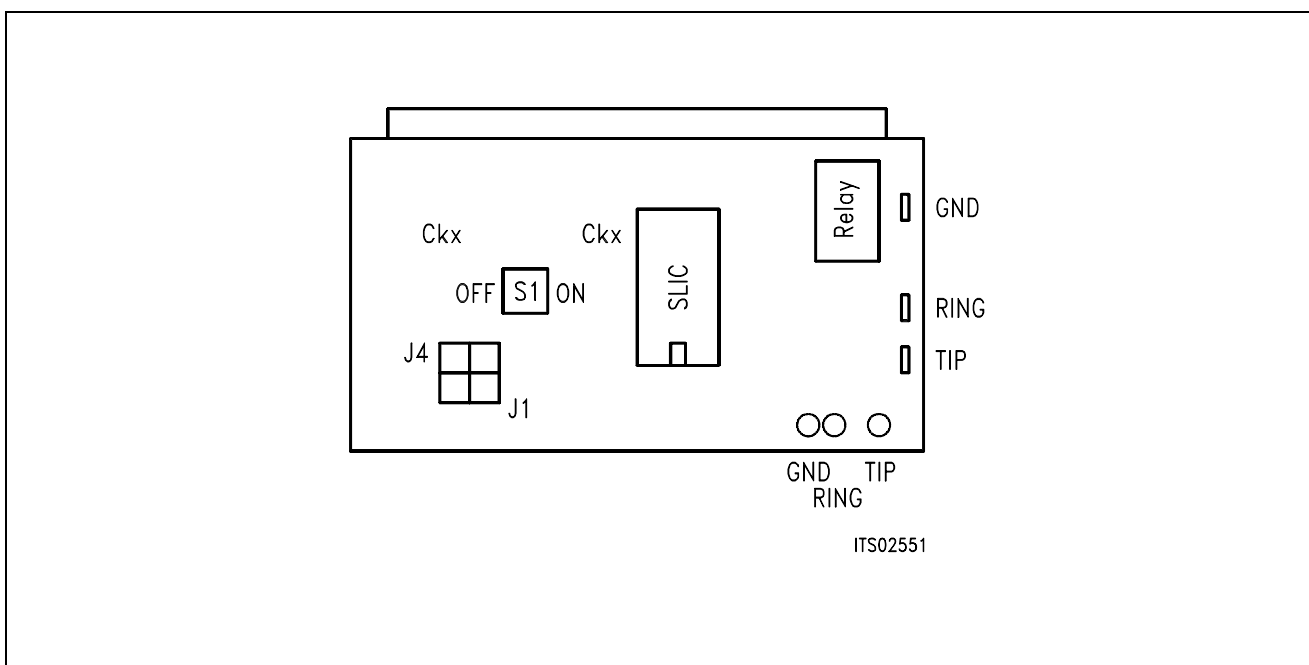 Relay
GND
Ckx
Ckx
SLIC
OFF S1 ON
RING
J4
TIP
J1
GND TIP
RING
ITS02551